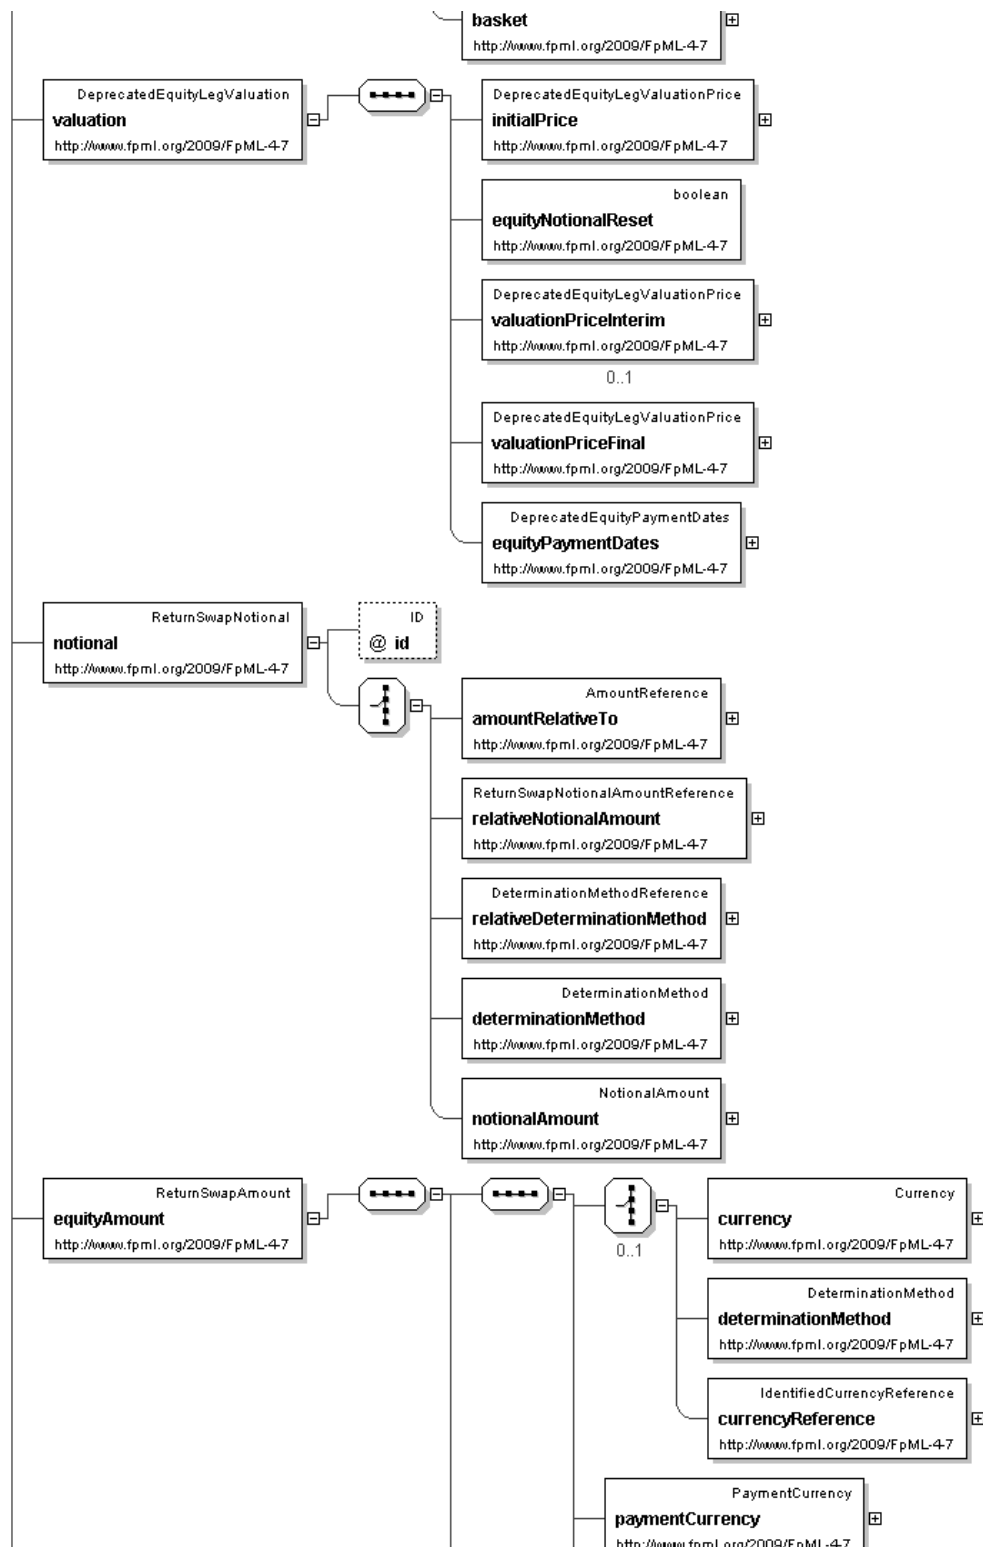 basket
http://www.fpml.org/2009/FpML-4-7
DeprecatedEquityLegValuation
valuation
http://www.fpml.org/2009/FpML-4-7
DeprecatedEquityLegValuationPrice
initialPrice
http://www.fpml.org/2009/FpML-4-7
boolean
equityNotionalReset
http://www.fpml.org/2009/FpML-4-7
DeprecatedEquityLegValuationPrice
valuationPriceInterim
http://www.fpml.org/2009/FpML-4-7
0..1
DeprecatedEquityLegValuationPrice
valuationPriceFinal
http://www.fpml.org/2009/FpML-4-7
DeprecatedEquityPaymentDates
equityPaymentDates
http://www.fpml.org/2009/FpML-4-7
ReturnSwapNotional
notional
http://www.fpml.org/2009/FpML-4-7
ID
@ id
AmountReference
amountRelativeTo
http://www.fpml.org/2009/FpML-4-7
ReturnSwapNotionalAmountReference
relativeNotionalAmount
http://www.fpml.org/2009/FpML-4-7
DeterminationMethodReference
relativeDeterminationMethod
http://www.fpml.org/2009/FpML-4-7
DeterminationMethod
determinationMethod
http://www.fpml.org/2009/FpML-4-7
NotionalAmount
notionalAmount
http://www.fpml.org/2009/FpML-4-7
ReturnSwapAmount
equityAmount
http://www.fpml.org/2009/FpML-4-7
0..1
Currency
currency
http://www.fpml.org/2009/FpML-4-7
DeterminationMethod
determinationMethod
http://www.fpml.org/2009/FpML-4-7
IdentifiedCurrencyReference
currencyReference
http://www.fpml.org/2009/FpML-4-7
PaymentCurrency
paymentCurrency
http://www.fpml.org/2009/FpML-4-7